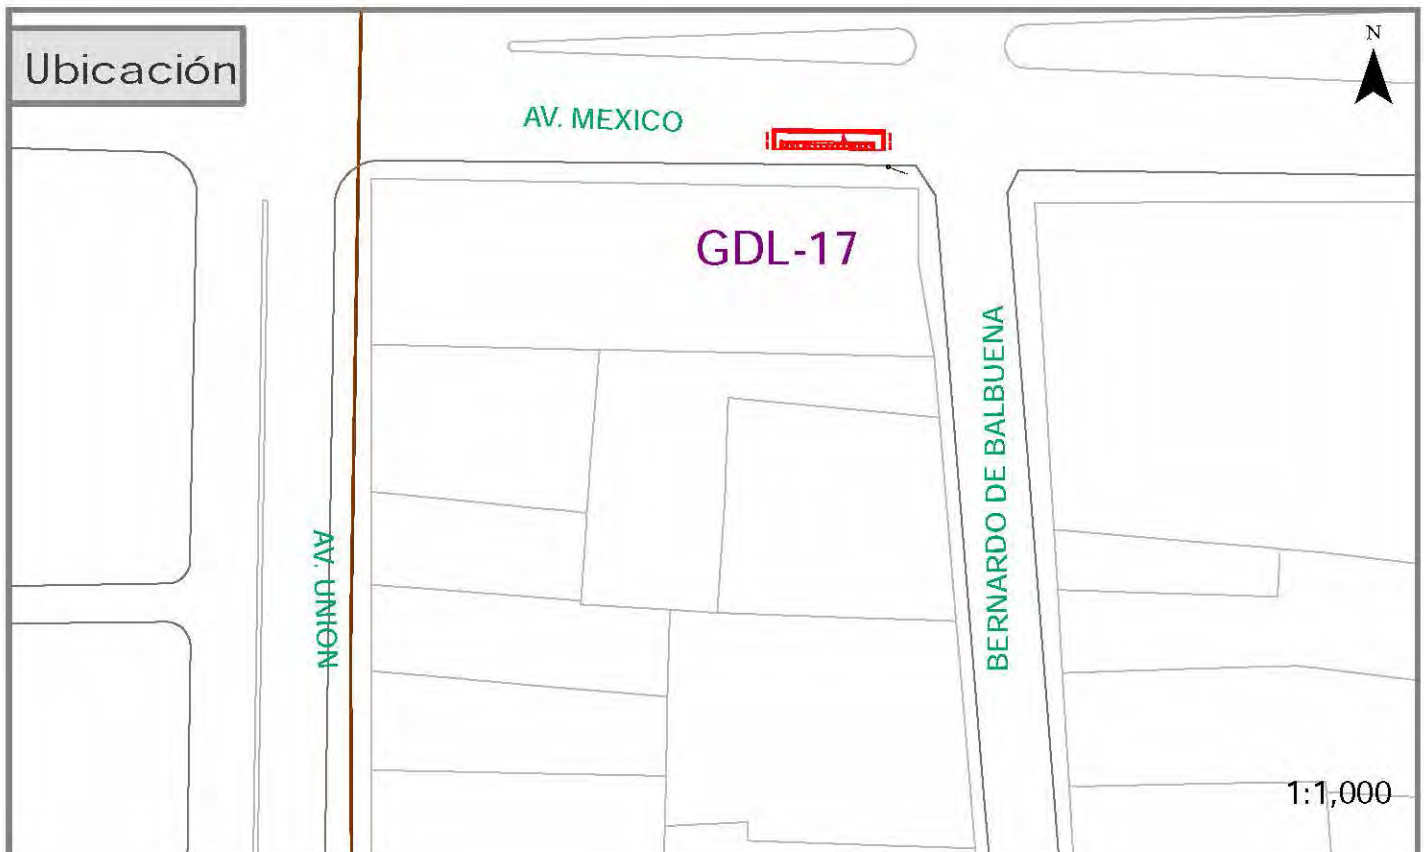 Ubicación
N
AV. MEXICO
GDL-17
BERNARDO DE BALBUENA
AV. UNION
1:1,000